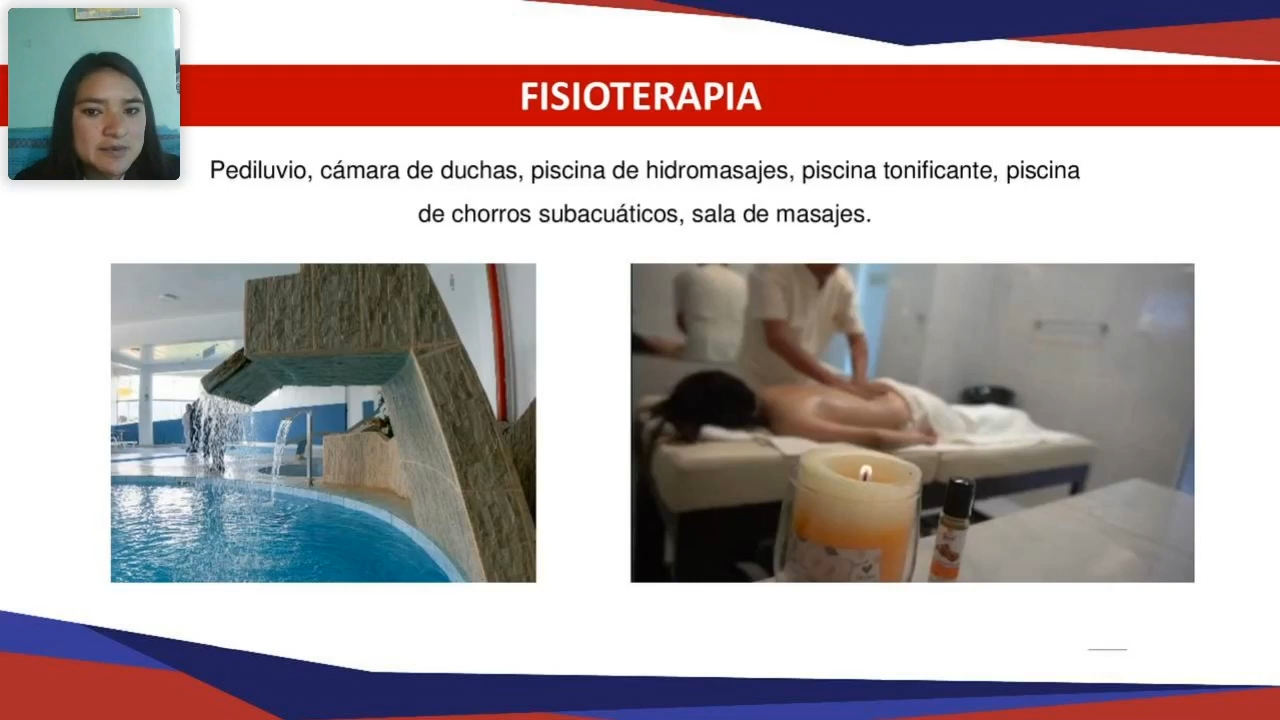 FISIOTERAPIA
Pediluvio, cámara de duchas, piscina de hidromasajes, piscina tonificante, piscina
de chorros subacuáticos, sala de masajes.